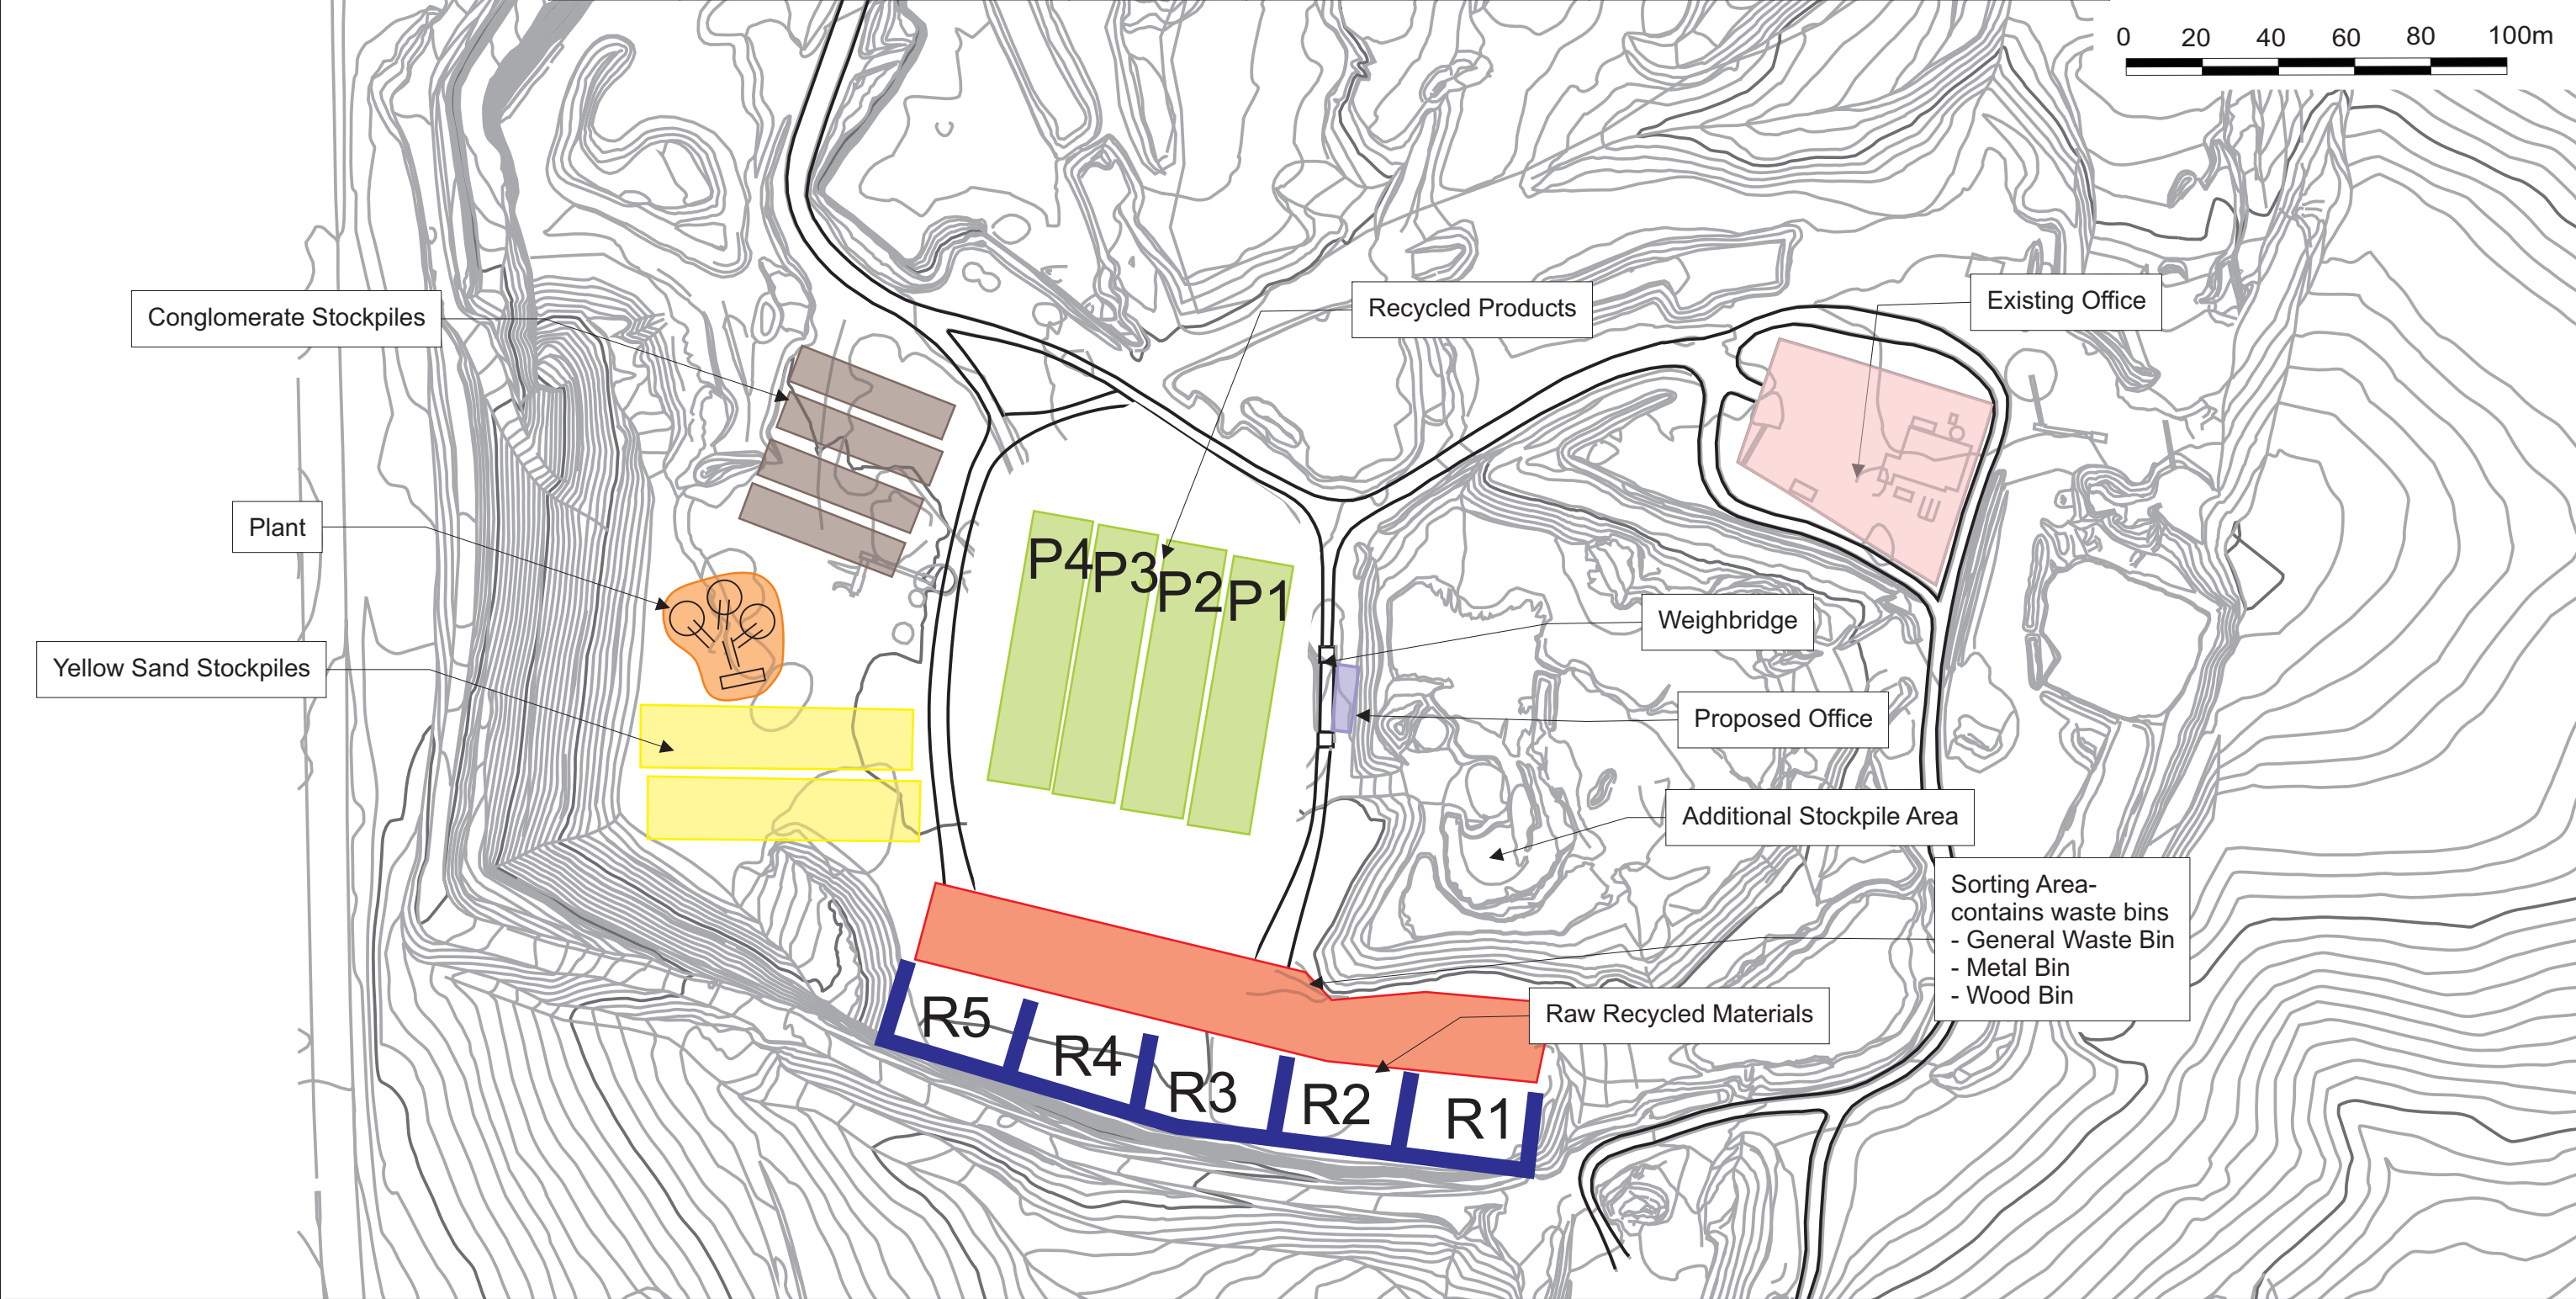 0 20 40 60 80 100m
Conglomerate Stockpiles
Recycled Products
Existing Office
Plant
P4 P3 P2 P1
Weighbridge
Yellow Sand Stockpiles
Proposed Office
Additional Stockpile Area
Sorting Area-
contains waste bins
- General Waste Bin
- Metal Bin
- Wood Bin
Raw Recycled Materials
R5 R4 R3 R2 R1